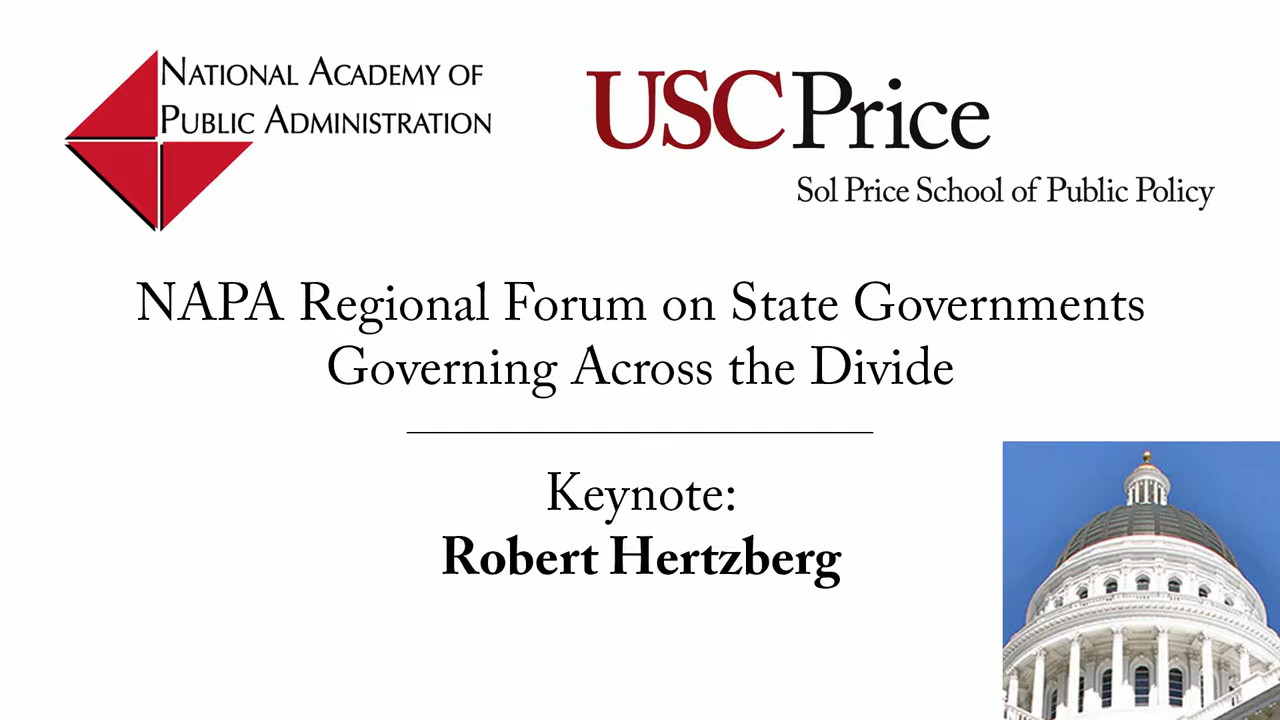 NATIONAL ACADEMY OF
PUBLIC ADMINISTRATION
USCPrice
Sol Price School of Public Policy
NAPA Regional Forum on State Governments
Governing Across the Divide
Keynote:
Robert Hertzberg